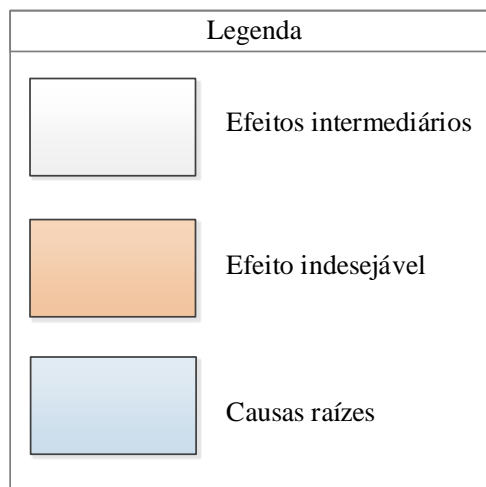 Legenda
Efeitos intermediários
Efeito indesejável
Causas raízes